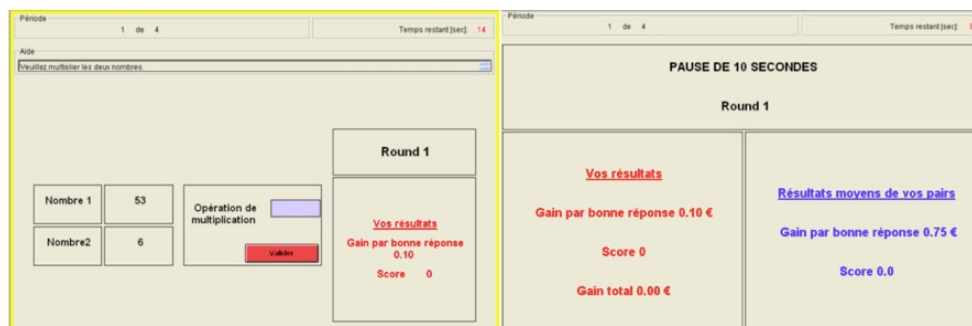 Période
1 de 4
Temps restant [sec]: 14
Aide
Veuillez multiplier les deux nombres.
Round 1
Nombre 1
53
Nombre2
6
Opération de
multiplication
Valider
Vos résultats
Gain par bonne réponse
0.10
Score 0
Période
1 de 4
Temps restant [sec]:
PAUSE DE 10 SECONDES
Round 1
Vos résultats
Gain par bonne réponse 0.10 €
Score 0
Gain total 0.00 €
Résultats moyens de vos pairs
Gain par bonne réponse 0.75 €
Score 0.0